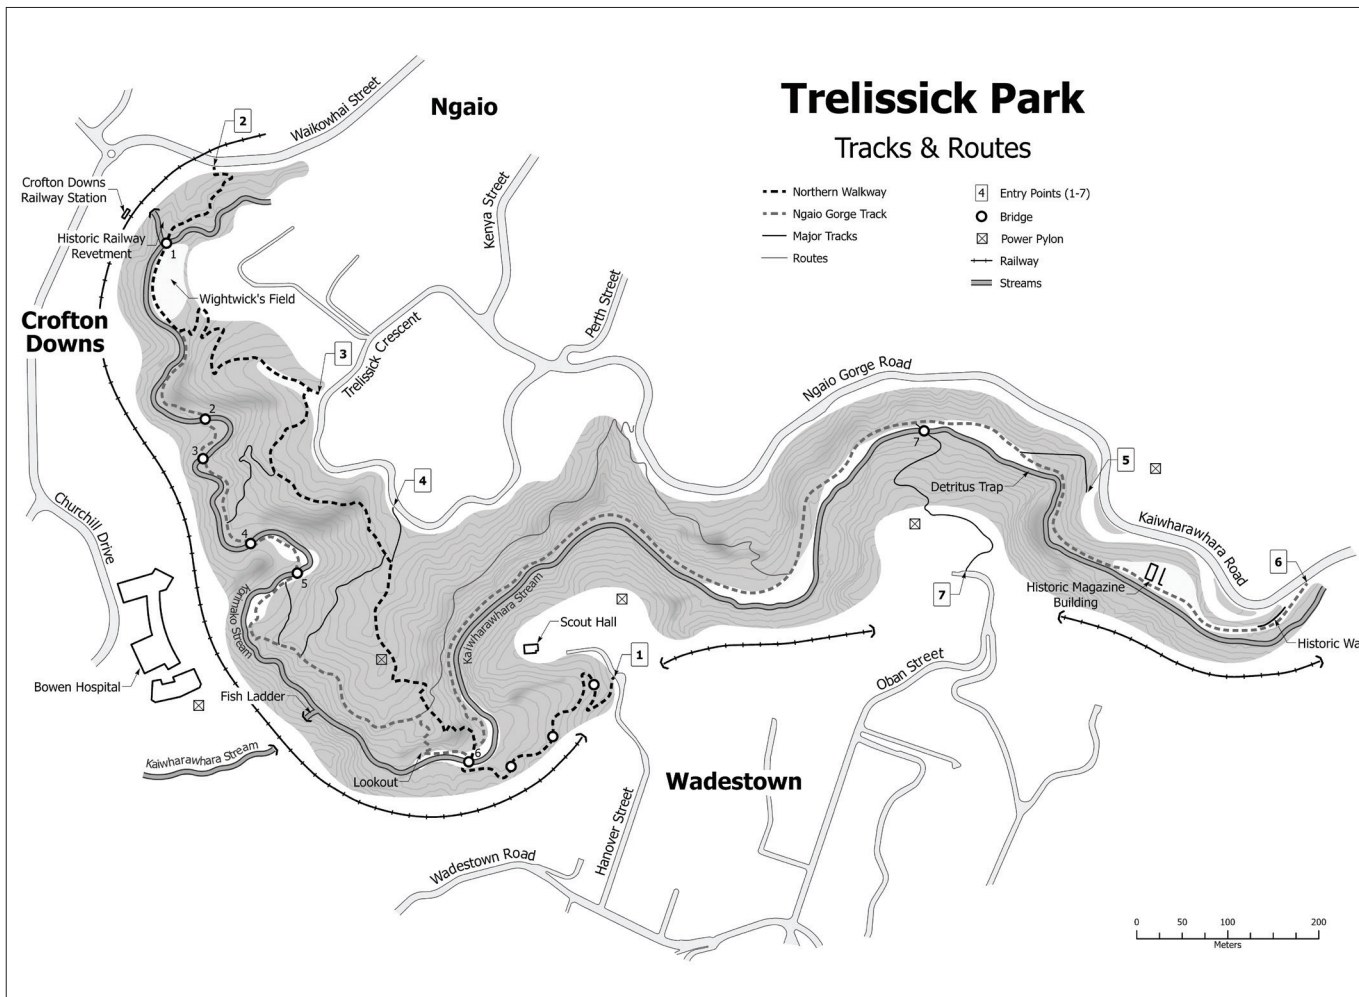 Trelissick Park
Tracks & Routes
Northern Walkway
Ngaio Gorge Track
Major Tracks
Routes
4 Entry Points (1-7)
Bridge
Power Pylon
Railway
Streams
Ngaio
Waikowhai Street
2
Crofton Downs
Railway Station
Historic Railway
Revetment
1
Wightwick's Field
Crofton
Downs
Kenya Street
Perth Street
Trelissick Crescent
3
Ngaio Gorge Road
2
3
4
7
5
Detritus Trap
Churchill Drive
4
5
Korimako Stream
Kaiwharawhara Stream
Kaiwharawhara Road
6
7
Historic Magazine
Building
Historic Wa
Scout Hall
1
Oban Street
Bowen Hospital
Fish Ladder
Kaiwharawhara Stream
Lookout
6
Wadestown
Hanover Street
Wadestown Road
0 50 100 200
Meters